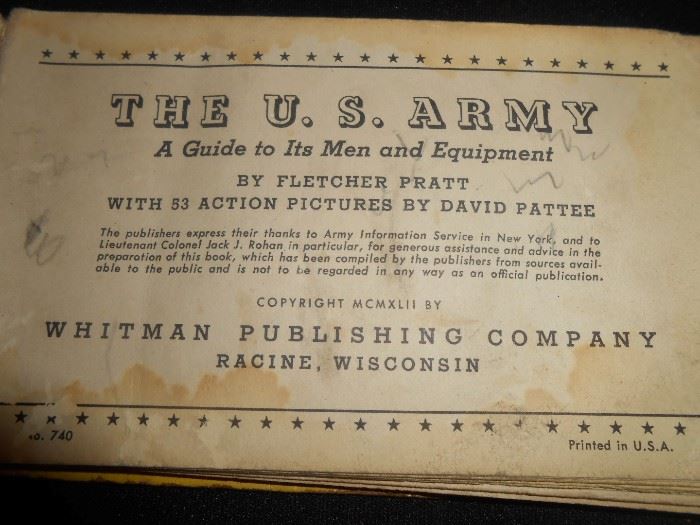 THE U. S. ARMY
A Guide to Its Men and Equipment
BY FLETCHER PRATT
WITH 53 ACTION PICTURES BY DAVID PATTEE
The publishers express their thanks to Army Information Service in New York, and to
Lieutenant Colonel Jack J. Rohan in particular, for generous assistance and advice in the
preparation of this book, which has been compiled by the publishers from sources avail-
able to the public and is not to be regarded in any way as an official publication.
COPYRIGHT MCMXLII BY
WHITMAN PUBLISHING COMPANY
RACINE, WISCONSIN
740
Printed in U.S.A.